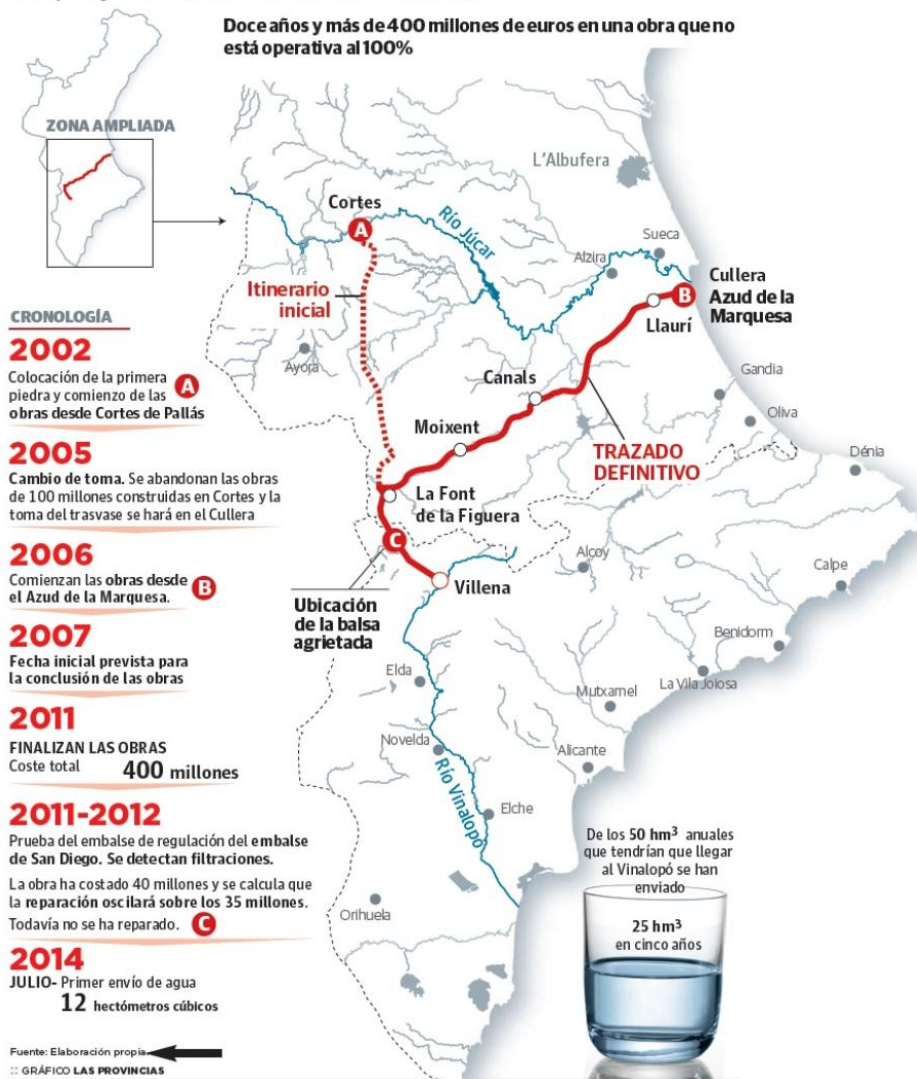 Doce años y más de 400 millones de euros en una obra que no
está operativa al 100%
ZONA AMPLIADA
L'Albufera
Cortes
A
Río Júcar
Sueca
Alzira
Cullera
Azud de la
Marquesa
B
Llaurí
Itinerario
inicial
Ayora
Canals
Gandia
Oliva
Moixent
TRAZADO
DEFINITIVO
Dénia
La Font
de la Figuera
C
Alcoy
Villena
Calpe
Ubicación
de la balsa
agrietada
Benidorm
Elda
La Vila Joiosa
Mutxamel
Novelda
Alicante
Río Vinalopó
Elche
Orihuela
CRONOLOGÍA
2002
Colocación de la primera
piedra y comienzo de las
obras desde Cortes de Pallás
A
2005
Cambio de toma. Se abandonan las obras
de 100 millones construidas en Cortes y la
toma del trasvase se hará en el Cullera
2006
Comienzan las obras desde
el Azud de la Marquesa.
B
2007
Fecha inicial prevista para
la conclusión de las obras
2011
FINALIZAN LAS OBRAS
Coste total 400 millones
2011-2012
Prueba del embalse de regulación del embalse
de San Diego. Se detectan filtraciones.
La obra ha costado 40 millones y se calcula que
la reparación oscilará sobre los 35 millones.
Todavía no se ha reparado. C
2014
JULIO- Primer envío de agua
12 hectómetros cúbicos
De los 50 hm³ anuales
que tendrían que llegar
al Vinalopó se han
enviado
25 hm³
en cinco años
Fuente: Elaboración propia
:: GRÁFICO LAS PROVINCIAS